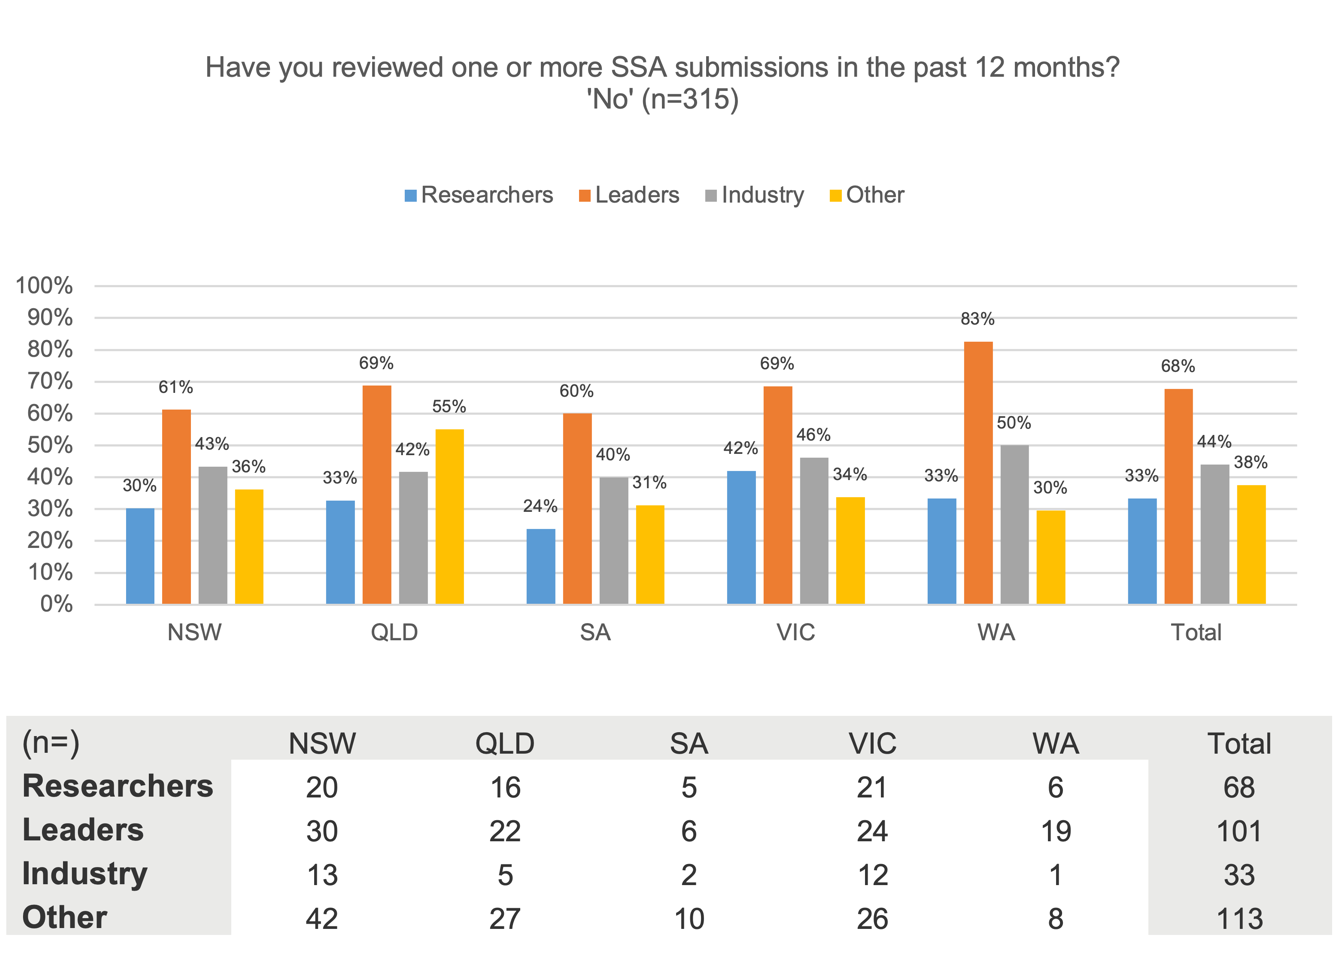 Have you reviewed one or more SSA submissions in the past 12 months?
'No' (n=315)
Researchers Leaders Industry Other
100%
90%
80%
70%
60%
50%
40%
30%
20%
10%
0%
30% 61% 43% 36%
33% 69% 42% 55%
24% 60% 40% 31%
42% 69% 46% 34%
33% 83% 50% 30%
33% 68% 44% 38%
NSW QLD SA VIC WA Total
(n=) NSW QLD SA VIC WA Total
Researchers 20 16 5 21 6 68
Leaders 30 22 6 24 19 101
Industry 13 5 2 12 1 33
Other 42 27 10 26 8 113